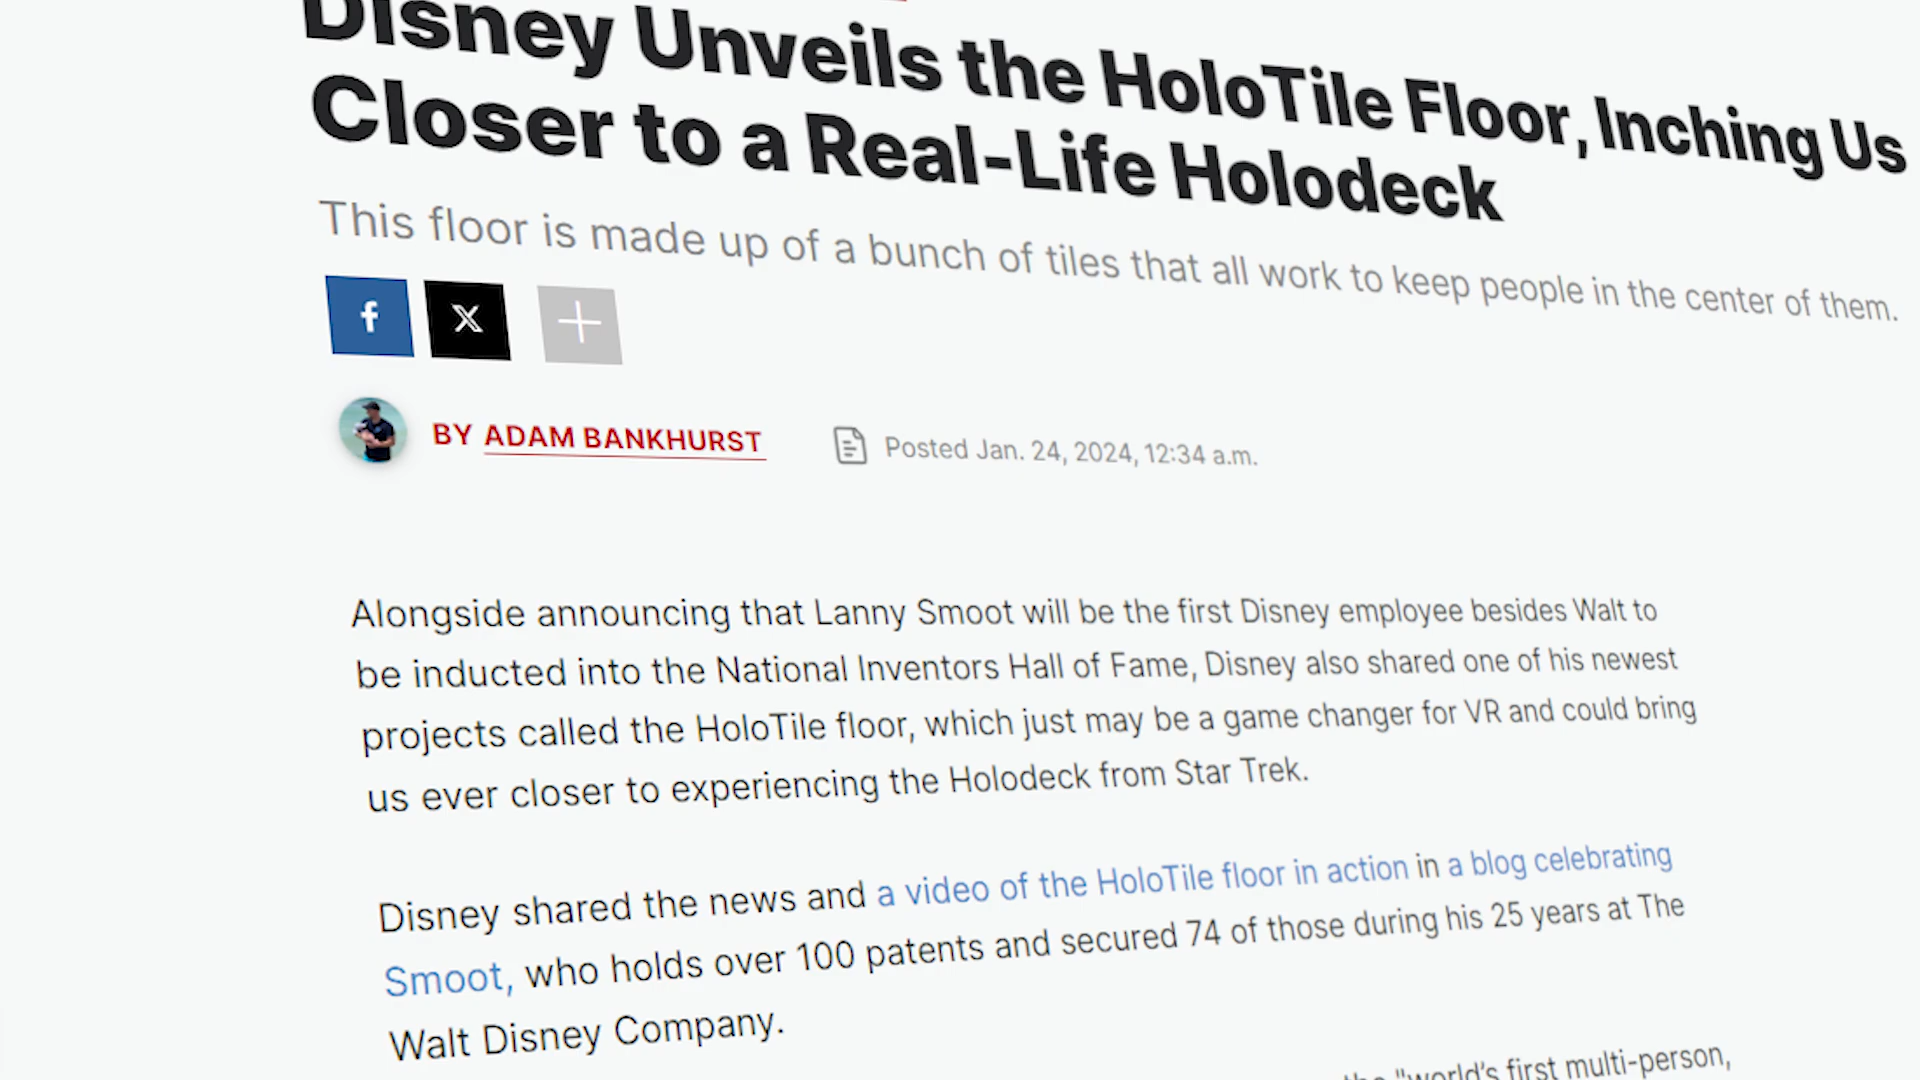 Disney Unveils the HoloTile Floor, Inching Us
Closer to a Real-Life Holodeck
This floor is made up of a bunch of tiles that all work to keep people in the center of them.
f X +
BY ADAM BANKHURST
Posted Jan. 24, 2024, 12:34 a.m.
Alongside announcing that Lanny Smoot will be the first Disney employee besides Walt to
be inducted into the National Inventors Hall of Fame, Disney also shared one of his newest
projects called the HoloTile floor, which just may be a game changer for VR and could bring
us ever closer to experiencing the Holodeck from Star Trek.
Disney shared the news and a video of the HoloTile floor in action in a blog celebrating
Smoot, who holds over 100 patents and secured 74 of those during his 25 years at The
Walt Disney Company.
the "world's first multi-person,